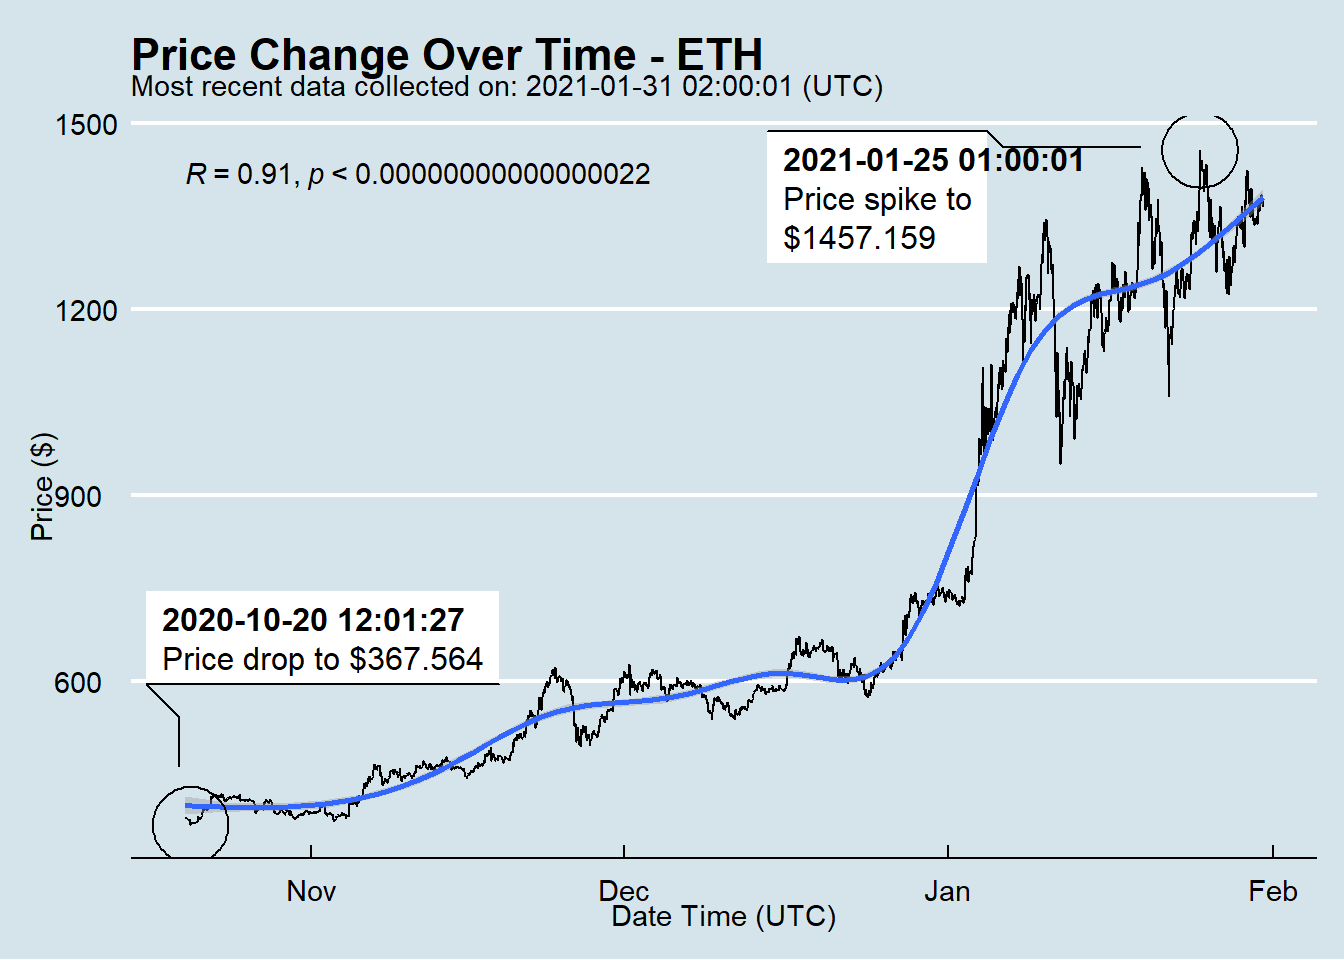 Price Change Over Time - ETH
Most recent data collected on: 2021-01-31 02:00:01 (UTC)
1500
R = 0.91, p < 0.00000000000000022
2021-01-25 01:00:01
Price spike to
$1457.159
1200
Price ($)
900
2020-10-20 12:01:27
Price drop to $367.564
600
Nov
Dec
Jan
Feb
Date Time (UTC)